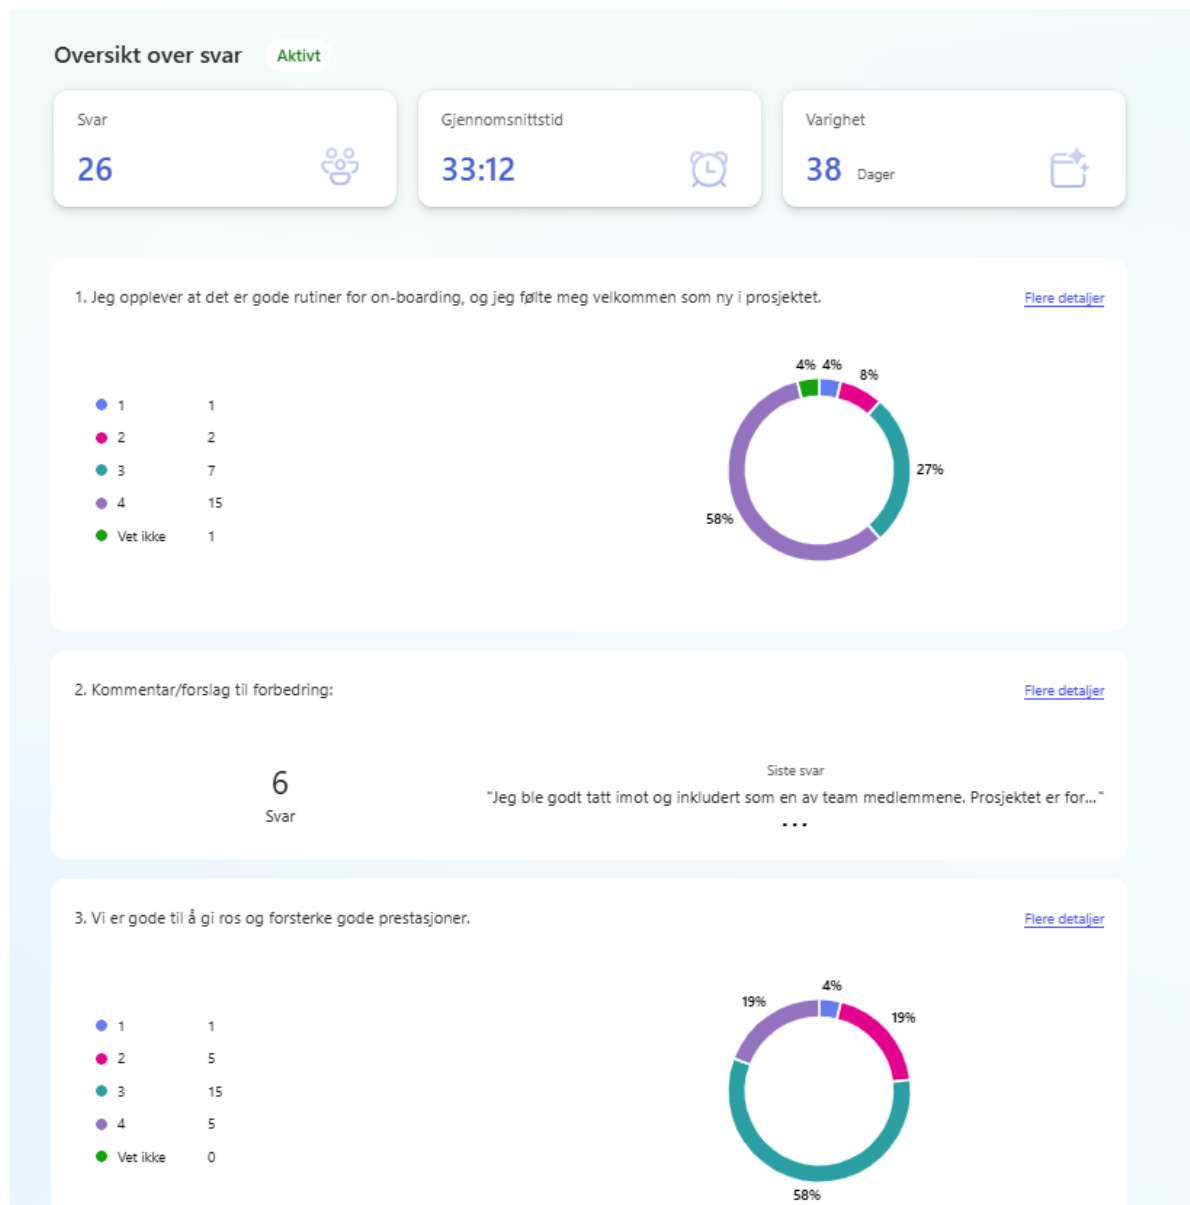 Oversikt over svar Aktivt
Svar Gjennomsnittstid Varighet
26 33:12 38 Dager
1. Jeg opplever at det er gode rutiner for on-boarding, og jeg følte meg velkommen som ny i prosjektet. Flere detaljer
4% 4% 8%
1 1
2 2
3 7
27%
4 15
58%
Vet ikke 1
2. Kommentar/forslag til forbedring: Flere detaljer
6
Svar
Siste svar
"Jeg ble godt tatt imot og inkludert som en av team medlemmene. Prosjektet er for..."
...
3. Vi er gode til å gi ros og forsterke gode prestasjoner. Flere detaljer
4%
19% 19%
1 1
2 5
3 15
4 5
Vet ikke 0
58%